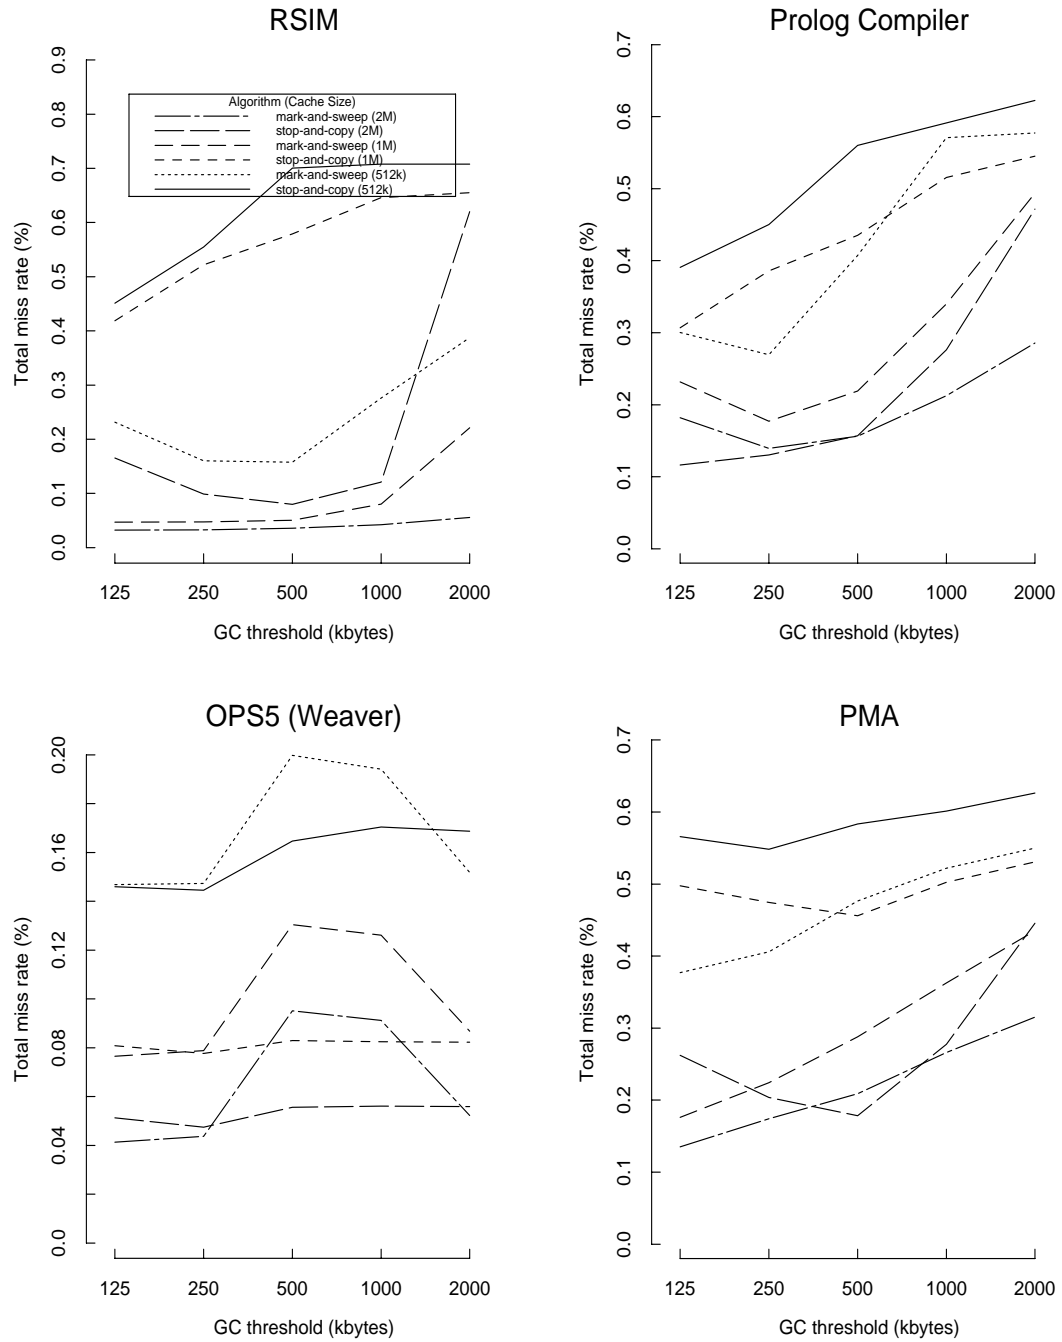 RSIM
Total miss rate (%)
0.0 0.1 0.2 0.3 0.4 0.5 0.6 0.7 0.8 0.9
Algorithm (Cache Size)
mark-and-sweep (2M)
stop-and-copy (2M)
mark-and-sweep (1M)
stop-and-copy (1M)
mark-and-sweep (512k)
stop-and-copy (512k)
125 250 500 1000 2000
GC threshold (kbytes)
Prolog Compiler
Total miss rate (%)
0.0 0.1 0.2 0.3 0.4 0.5 0.6 0.7
125 250 500 1000 2000
GC threshold (kbytes)
OPS5 (Weaver)
Total miss rate (%)
0.0 0.04 0.08 0.12 0.16 0.20
125 250 500 1000 2000
GC threshold (kbytes)
PMA
Total miss rate (%)
0.0 0.1 0.2 0.3 0.4 0.5 0.6 0.7
125 250 500 1000 2000
GC threshold (kbytes)